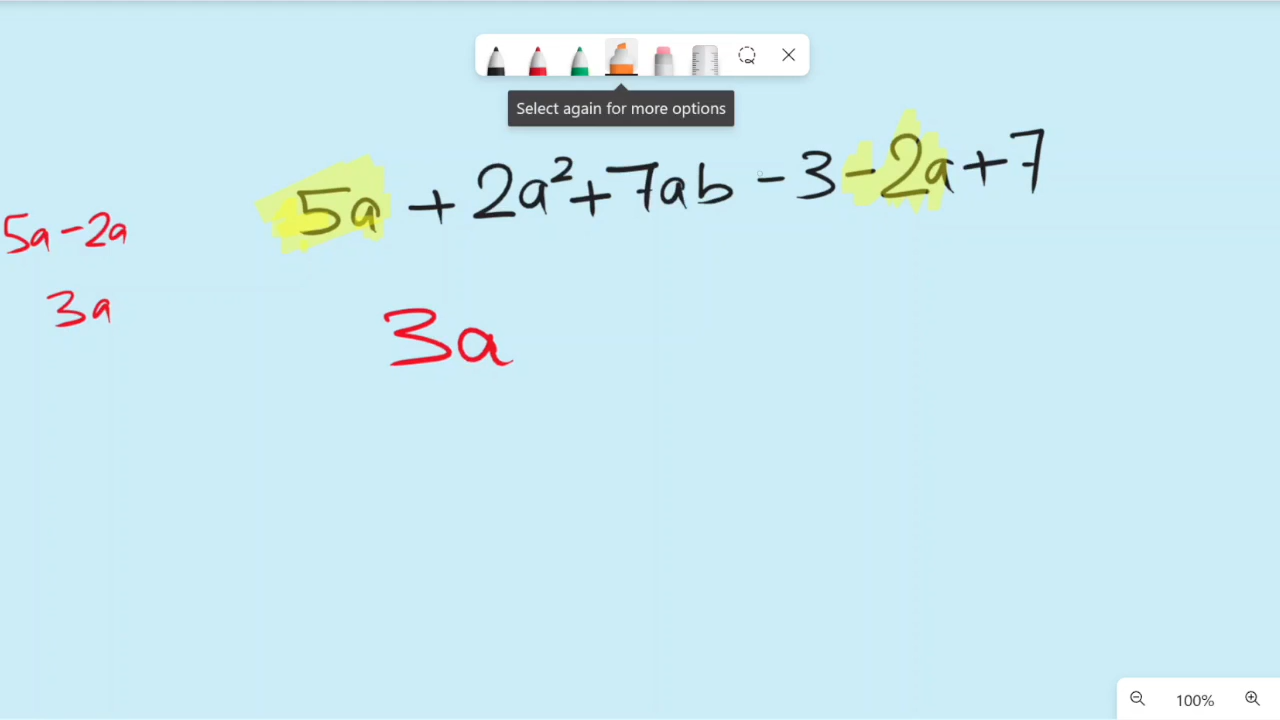 Select again for more options
5a + 2a² + 7ab - 3 - 2a + 7
5a - 2a
3a
3a
100%